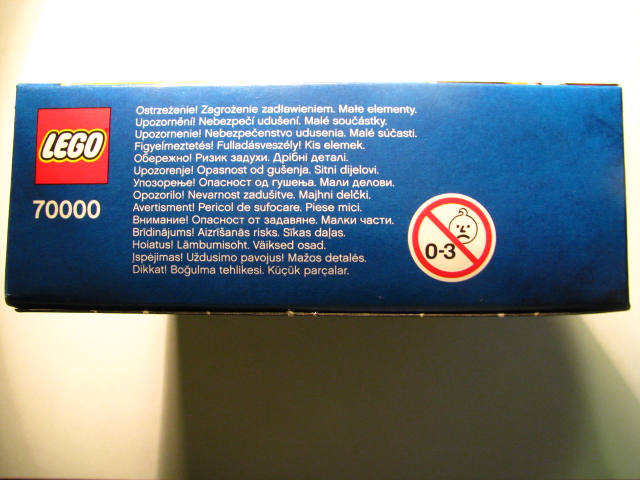 LEGO
70000
Ostrzeżenie! Zagrożenie zadławieniem. Małe elementy.
Upozornění! Nebezpečí udušení. Malé součástky.
Upozornenie! Nebezpečenstvo udusenia. Malé súčasti.
Figyelmeztetés! Fulladásveszély! Kis elemek.
Обережно! Ризик задухи. Дрібні деталі.
Upozorenje! Opasnost od gušenja. Sitni dijelovi.
Упозорење! Опасност од гушења. Мали делови.
Opozorilo! Nevarnost zadušitve. Majhni delčki.
Avertisment! Pericol de sufocare. Piese mici.
Внимание! Опасност от задавяне. Малки части.
Brīdinājums! Aizrīšanās risks. Sīkas daļas.
Hoiatus! Lämbumisoht. Väiksed osad.
Įspėjimas! Uždusimo pavojus! Mažos detalės.
Dikkat! Boğulma tehlikesi. Küçük parçalar.
0-3